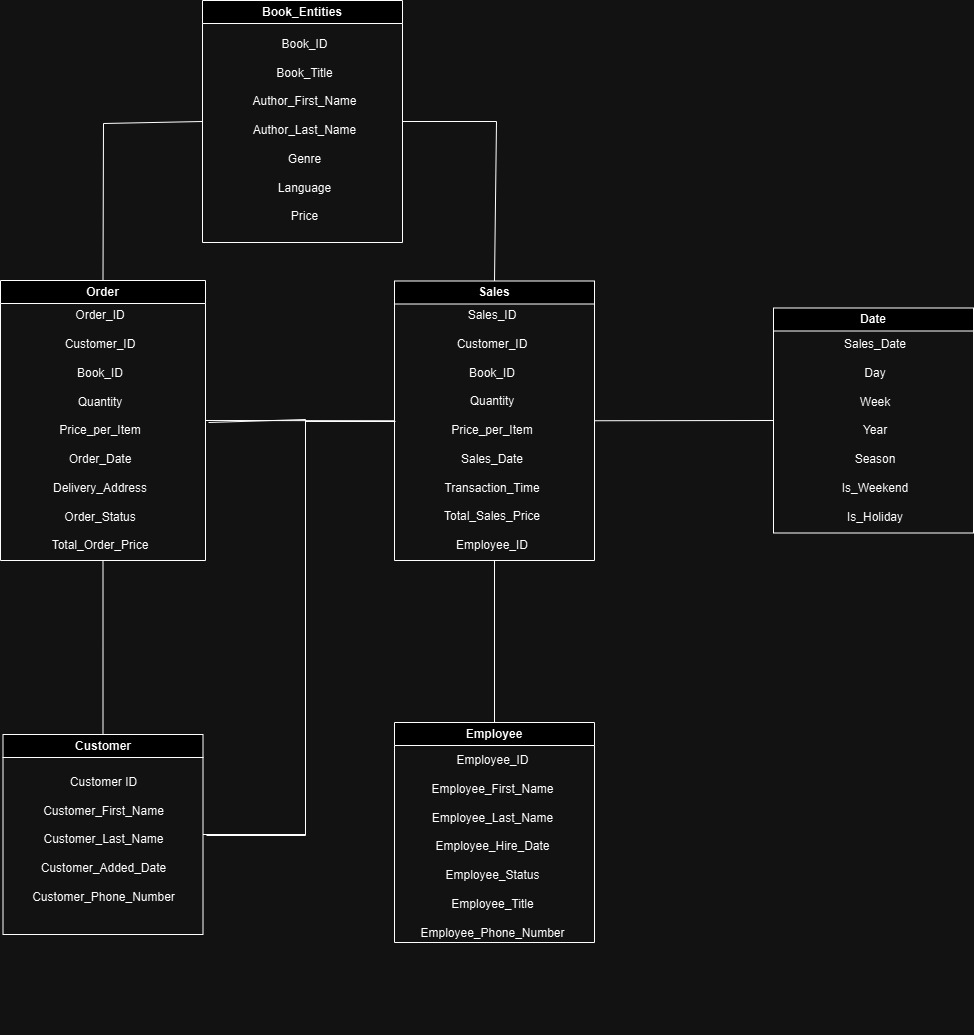 Book_Entities
Book_ID
Book_Title
Author_First_Name
Author_Last_Name
Genre
Language
Price
Order
Order_ID
Customer_ID
Book_ID
Quantity
Price_per_Item
Order_Date
Delivery_Address
Order_Status
Total_Order_Price
Sales
Sales_ID
Customer_ID
Book_ID
Quantity
Price_per_Item
Sales_Date
Transaction_Time
Total_Sales_Price
Employee_ID
Date
Sales_Date
Day
Week
Year
Season
Is_Weekend
Is_Holiday
Customer
Customer ID
Customer_First_Name
Customer_Last_Name
Customer_Added_Date
Customer_Phone_Number
Employee
Employee_ID
Employee_First_Name
Employee_Last_Name
Employee_Hire_Date
Employee_Status
Employee_Title
Employee_Phone_Number